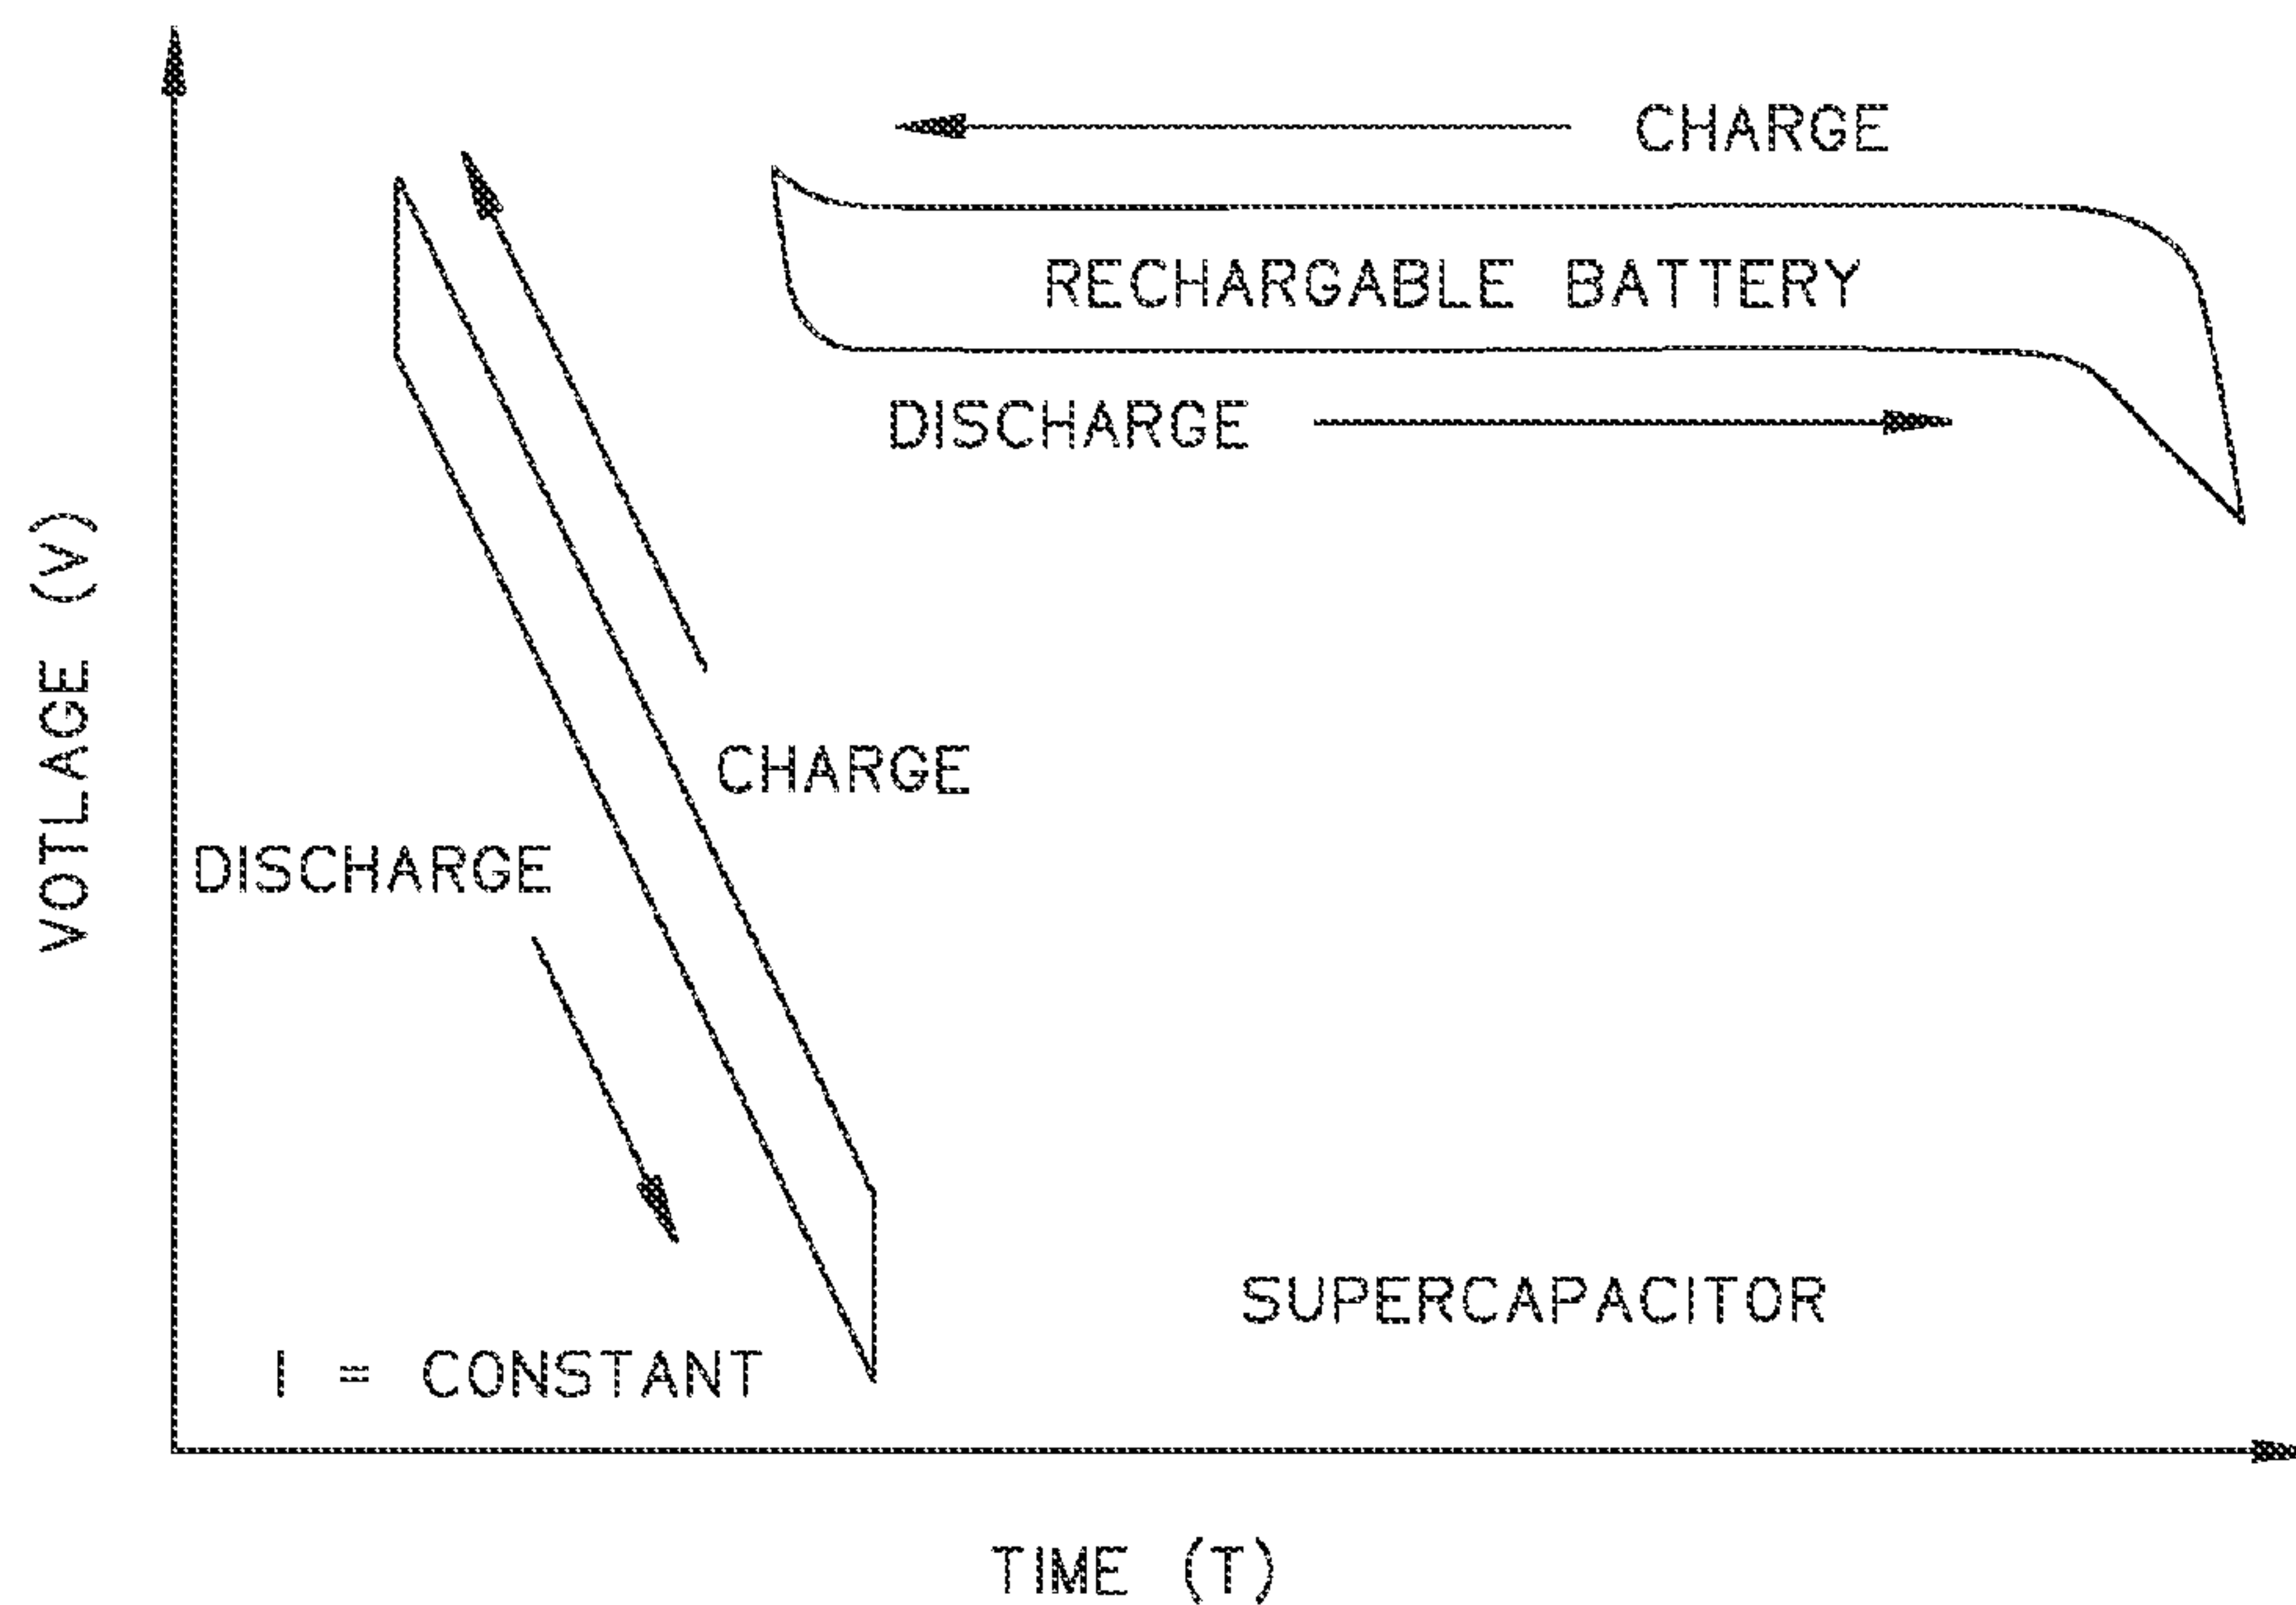 CHARGE
RECHARGABLE BATTERY
DISCHARGE
VOTLAGE (V)
CHARGE
DISCHARGE
SUPERCAPACITOR
I = CONSTANT
TIME (T)